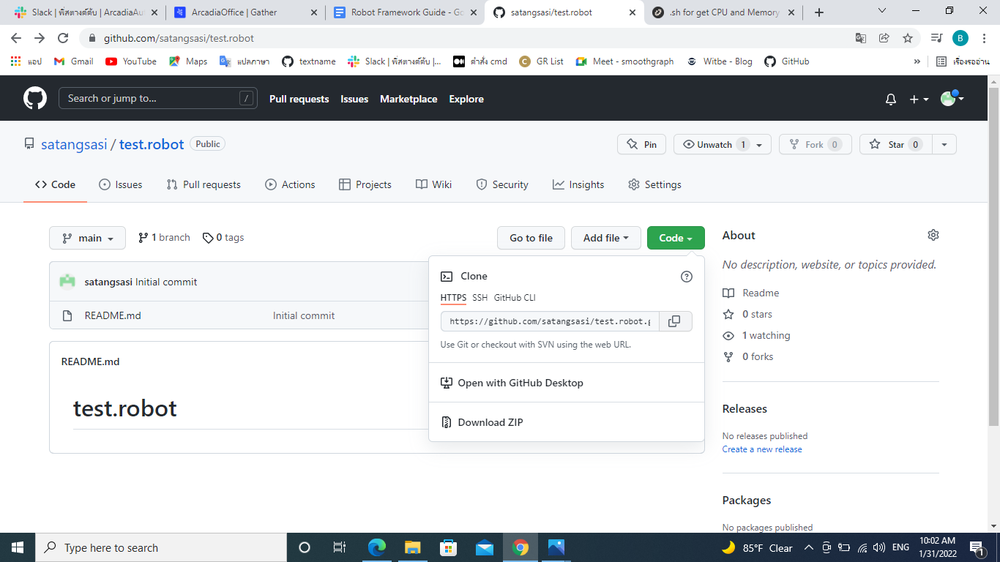 Slack | พี่สตางค์ดับ | ArcadiaAu
ArcadiaOffice | Gather
Robot Framework Guide - Go
satangsasi/test.robot
.sh for get CPU and Memory
github.com/satangsasi/test.robot
B
แอป
Gmail
YouTube
Maps
แปลภาษา
textname
Slack | พี่สตางค์ดับ |...
คำสั่ง cmd
GR List
Meet - smoothgraph
Witbe - Blog
GitHub
»
เรื่องรออ่าน
Search or jump to...
/
Pull requests
Issues
Marketplace
Explore
satangsasi / test.robot
Public
Pin
Unwatch 1
Fork 0
Star 0
Code
Issues
Pull requests
Actions
Projects
Wiki
Security
Insights
Settings
main
1 branch
0 tags
Go to file
Add file
Code
satangsasi Initial commit
README.md
Initial commit
README.md
test.robot
Clone
HTTPS SSH GitHub CLI
https://github.com/satangsasi/test.robot.g
Use Git or checkout with SVN using the web URL.
Open with GitHub Desktop
Download ZIP
About
No description, website, or topics provided.
Readme
0 stars
1 watching
0 forks
Releases
No releases published
Create a new release
Packages
No packages published
Type here to search
85°F Clear
ENG
10:02 AM
1/31/2022
1